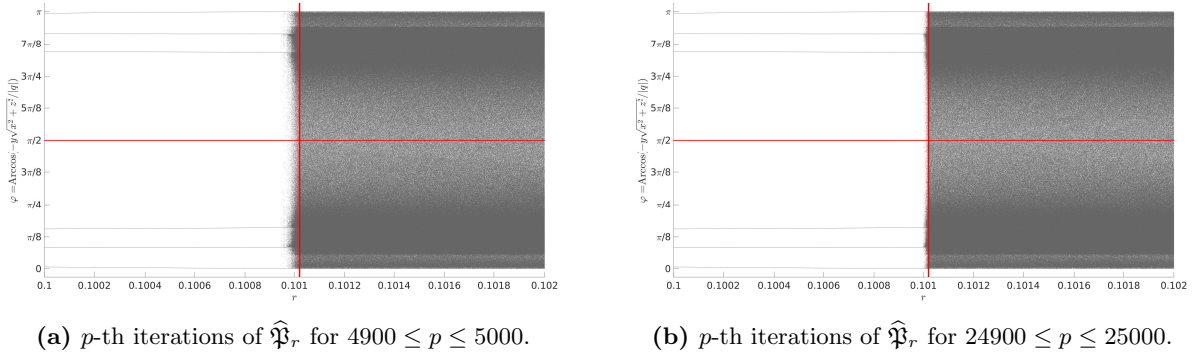 π
7π/8
3π/4
5π/8
π/2
3π/8
π/4
π/8
0
φ =Arccos(−y√x² + z²/|q|)
0.1 0.1002 0.1004 0.1006 0.1008 0.101 0.1012 0.1014 0.1016 0.1018 0.102
r
(a) p-th iterations of 𝔓̂ᵣ for 4900 ≤ p ≤ 5000.
π
7π/8
3π/4
5π/8
π/2
3π/8
π/4
π/8
0
φ =Arccos(−y√x² + z²/|q|)
0.1 0.1002 0.1004 0.1006 0.1008 0.101 0.1012 0.1014 0.1016 0.1018 0.102
r
(b) p-th iterations of 𝔓̂ᵣ for 24900 ≤ p ≤ 25000.